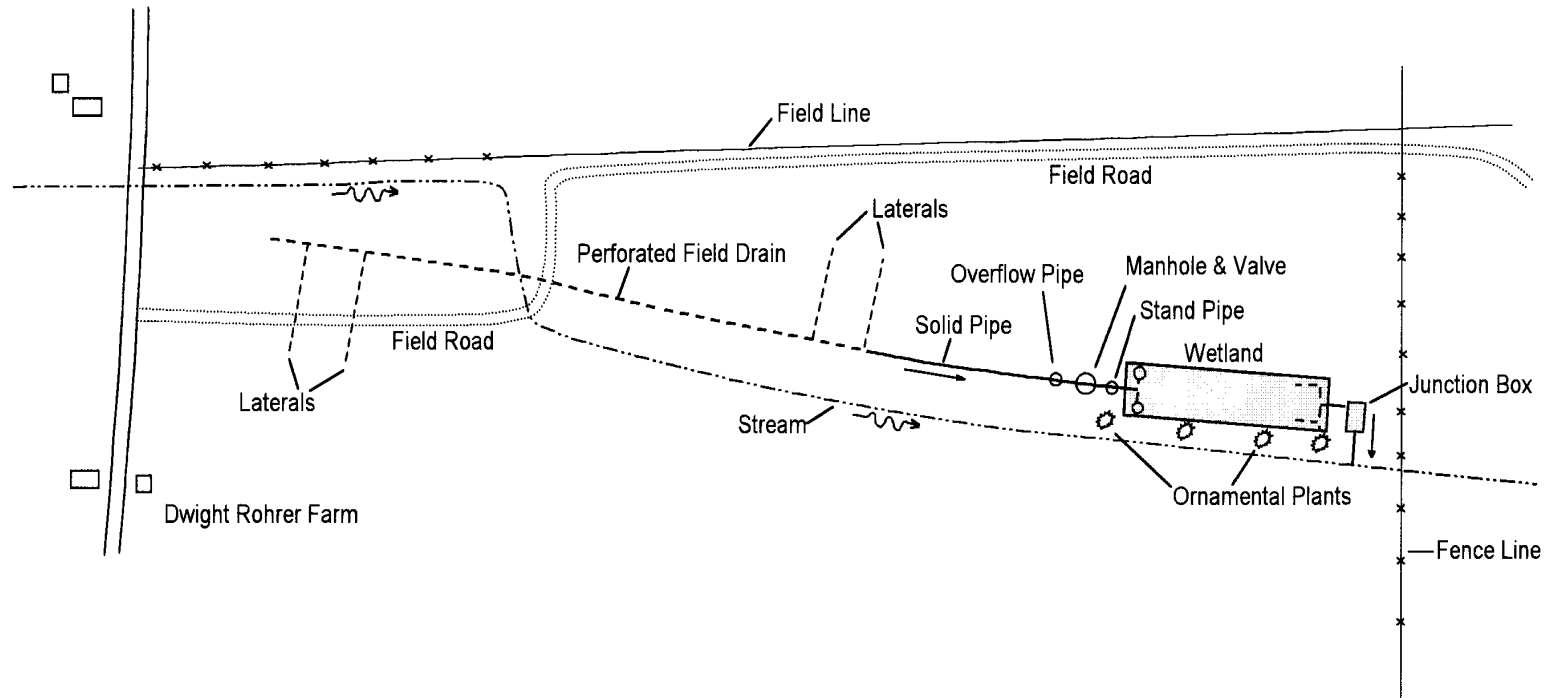 Field Line
Field Road
Laterals
Perforated Field Drain
Overflow Pipe
Manhole & Valve
Stand Pipe
Solid Pipe
Field Road
Wetland
Junction Box
Laterals
Stream
Ornamental Plants
Dwight Rohrer Farm
Fence Line